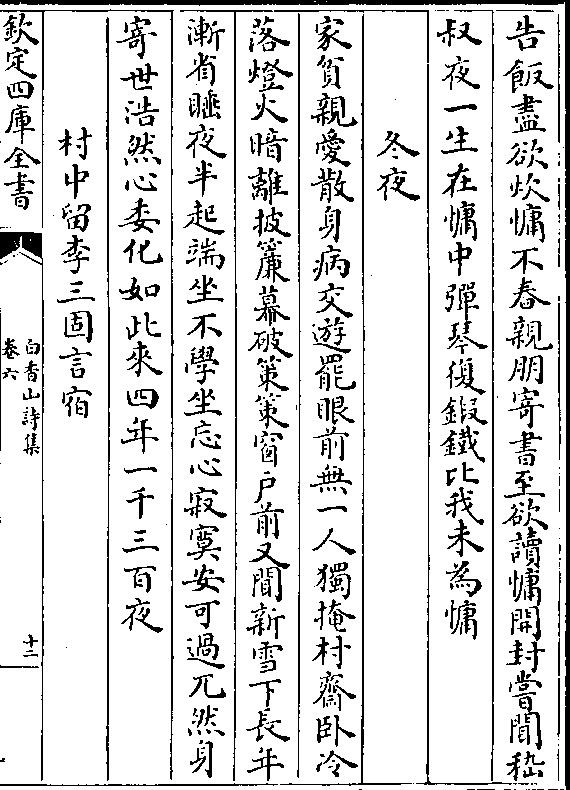 告飯盡欲炊慵不舂親朋寄書至欲讀慵開封嘗聞嵇
叔夜一生在慵中彈琴復鍛鐵比我未為慵
冬夜
家貧親愛散身病交遊罷眼前無一人獨掩村齋臥冷
落燈火暗離披簾幕破策策窗戶前又聞新雪下長年
漸省睡夜半起端坐不學坐忘心寂寞安可過兀然身
寄世浩然心委化如此來四年一千三百夜
村中留李三固言宿
欽定四庫全書
白香山詩集
卷六
十二